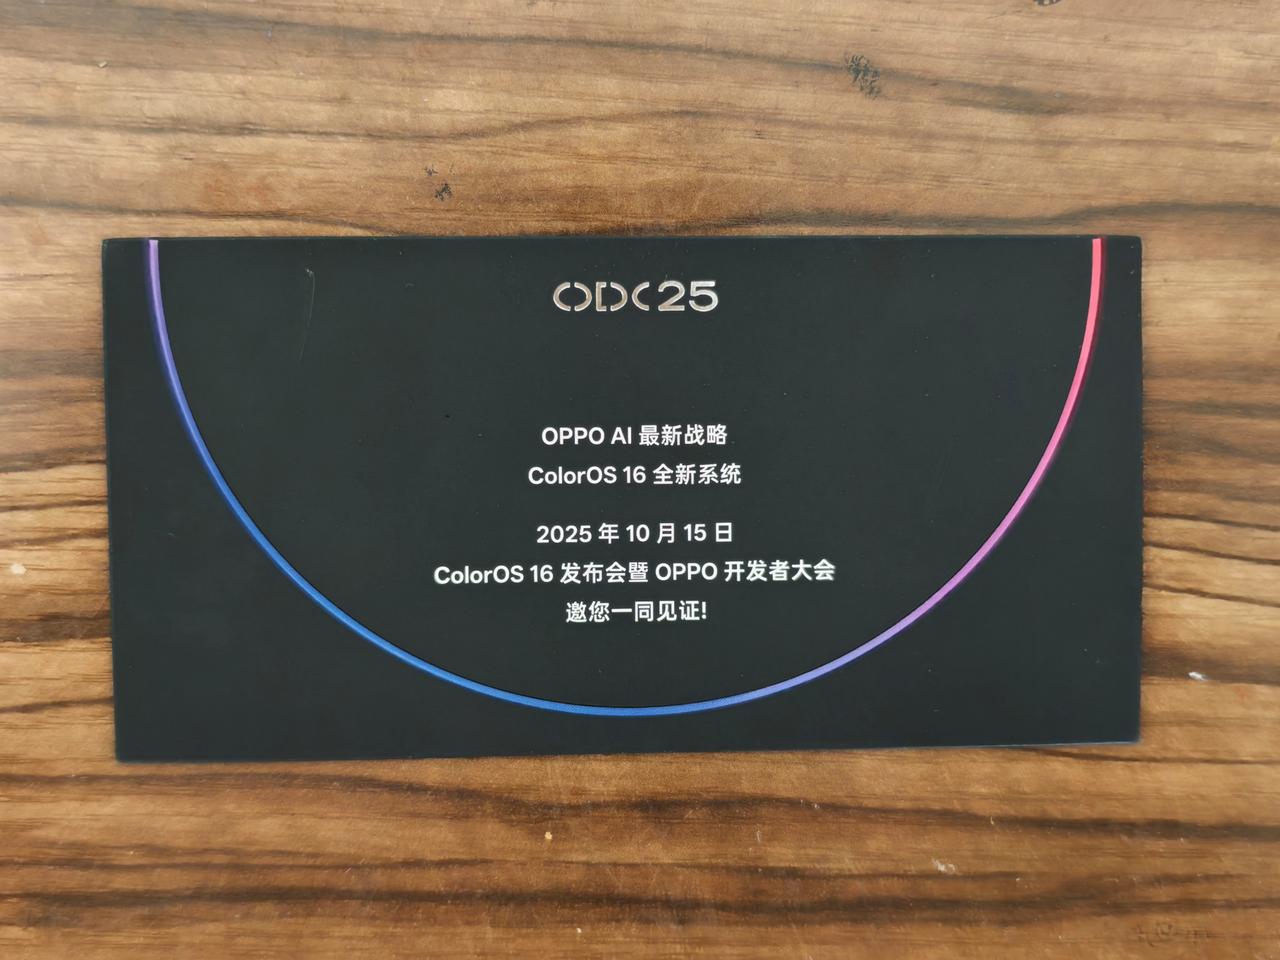 ODC25
OPPO AI 最新战略
ColorOS 16 全新系统
2025 年 10 月 15 日
ColorOS 16 发布会暨 OPPO 开发者大会
邀您一同见证!